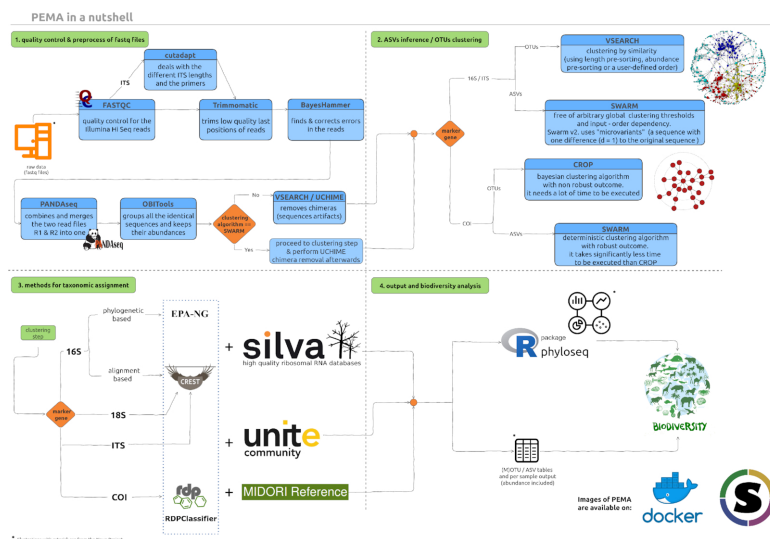 PEMA in a nutshell
1. quality control & preprocess of fastq files
cutadapt
deals with the
different ITS lengths
and the primers
ITS
FASTQC
quality control for the
Illumina HI Seq reads
Trimmomatic
trims low quality last
positions of reads
BayesHammer
finds & corrects errors
in the reads
raw data
(fastq files)
PANDAseq
combines and merges
the two read files
R1 & R2 into one
PANDAseq
OBITools
groups all the identical
sequences and keeps
their abundances
clustering
SWARM
No
VSEARCH / UCHIME
removes chimeras
(sequences artifacts)
Yes
proceed to clustering step
& perform UCHIME
chimera removal afterwards
2. ASVs inference / OTUs clustering
marker
gene
16S / ITS
OTUs
VSEARCH
clustering by similarity
(using length pre-sorting, abundance
pre-sorting or a user-defined order)
ASVs
SWARM
free of arbitrary global clustering thresholds
and input - order dependency.
Swarm v2. uses "microvariants" (a sequence with
one difference (d = 1) to the original sequence )
COI
OTUs
CROP
bayesian clustering algorithm
with non robust outcome.
it needs a lot of time to be executed
ASVs
SWARM
deterministic clustering algorithm
with robust outcome.
it takes significantly less time
to be executed than CROP
3. methods for taxonomic assignment
clustering
step
marker
gene
16S
phylogenetic
based
EPA-NG
alignment
based
CREST
18S
ITS
COI
rdp
RDPClassifier
+ silva
high quality ribosomal RNA databases
+ unite
community
+ MIDORI Reference
4. output and biodiversity analysis
*
R
package
phyloseq
BIODIVERSITY
*
(M)OTU / ASV tables
and per sample output
(abundance included)
Images of PEMA
are available on:
docker
S